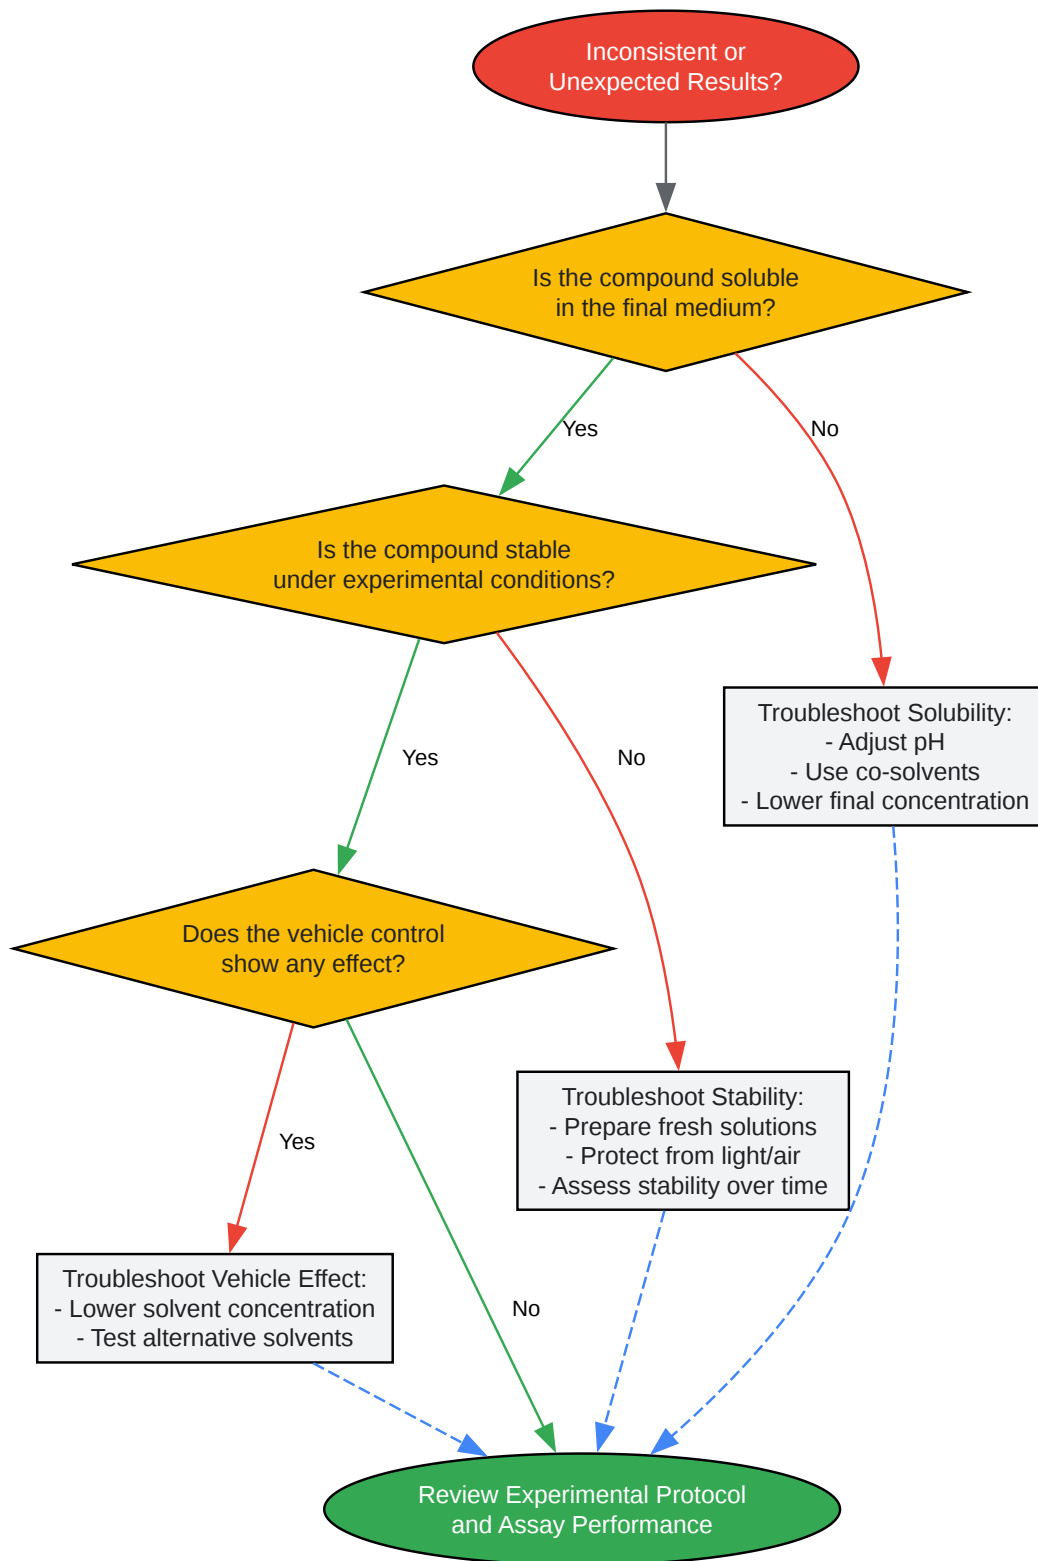 Inconsistent or
Unexpected Results?
Is the compound soluble
in the final medium?
Yes
No
Is the compound stable
under experimental conditions?
Troubleshoot Solubility:
- Adjust pH
- Use co-solvents
- Lower final concentration
Yes
No
Does the vehicle control
show any effect?
Troubleshoot Stability:
- Prepare fresh solutions
- Protect from light/air
- Assess stability over time
Yes
No
Troubleshoot Vehicle Effect:
- Lower solvent concentration
- Test alternative solvents
Review Experimental Protocol
and Assay Performance